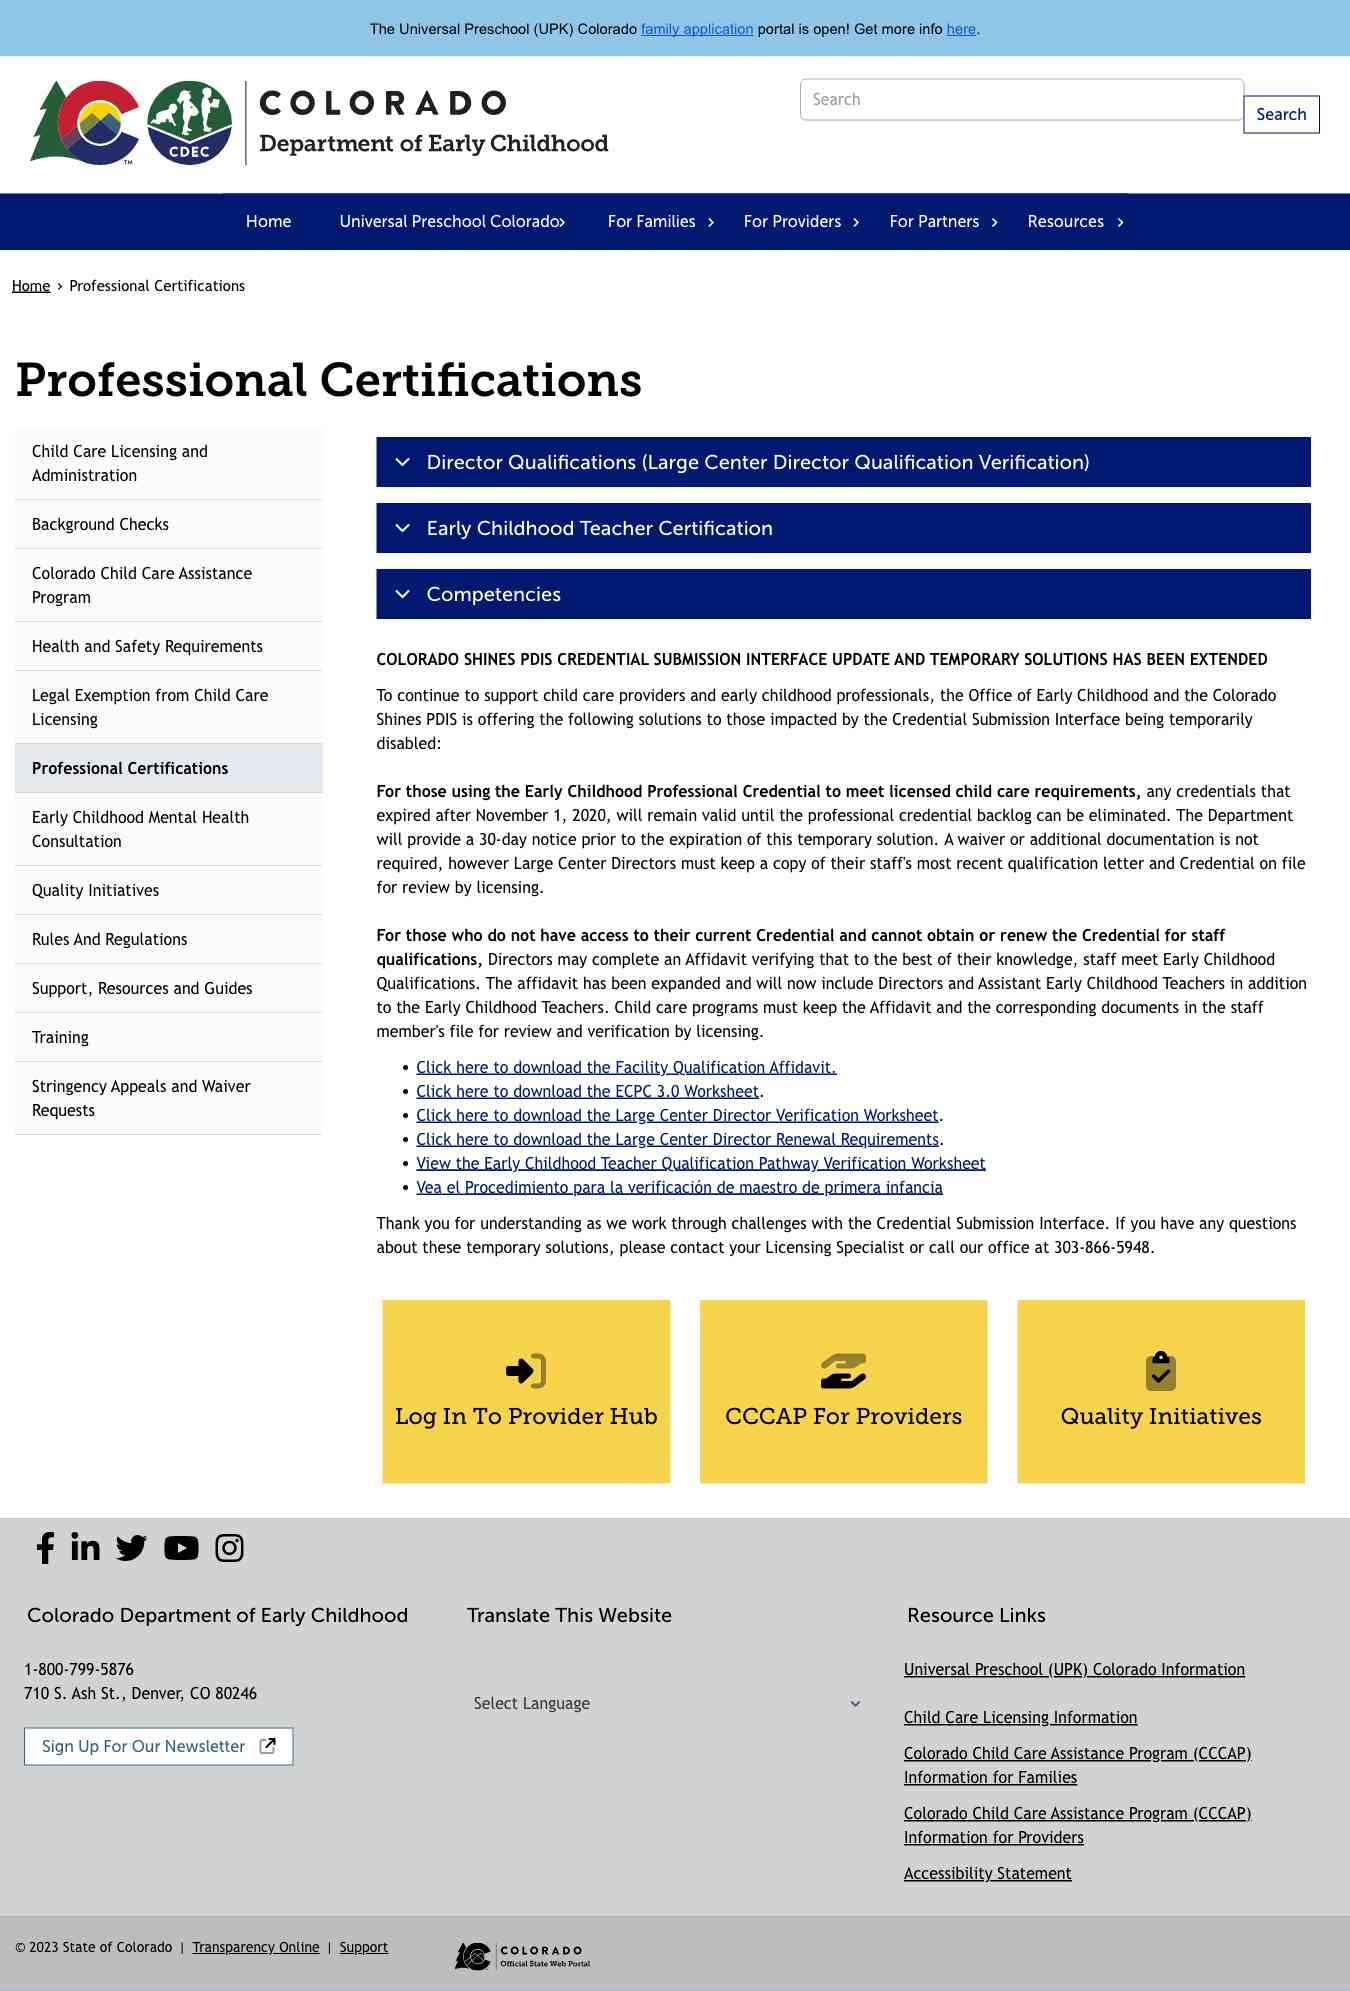 The Universal Preschool (UPK) Colorado family application portal is open! Get more info here.
CDEC
TM
COLORADO
Department of Early Childhood
Search
Search
Home
Universal Preschool Colorado
For Families
For Providers
For Partners
Resources
Home › Professional Certifications
Professional Certifications
Child Care Licensing and
Administration
Background Checks
Colorado Child Care Assistance
Program
Health and Safety Requirements
Legal Exemption from Child Care
Licensing
Professional Certifications
Early Childhood Mental Health
Consultation
Quality Initiatives
Rules And Regulations
Support, Resources and Guides
Training
Stringency Appeals and Waiver
Requests
Director Qualifications (Large Center Director Qualification Verification)
Early Childhood Teacher Certification
Competencies
COLORADO SHINES PDIS CREDENTIAL SUBMISSION INTERFACE UPDATE AND TEMPORARY SOLUTIONS HAS BEEN EXTENDED
To continue to support child care providers and early childhood professionals, the Office of Early Childhood and the Colorado
Shines PDIS is offering the following solutions to those impacted by the Credential Submission Interface being temporarily
disabled:
For those using the Early Childhood Professional Credential to meet licensed child care requirements, any credentials that
expired after November 1, 2020, will remain valid until the professional credential backlog can be eliminated. The Department
will provide a 30-day notice prior to the expiration of this temporary solution. A waiver or additional documentation is not
required, however Large Center Directors must keep a copy of their staff's most recent qualification letter and Credential on file
for review by licensing.
For those who do not have access to their current Credential and cannot obtain or renew the Credential for staff
qualifications, Directors may complete an Affidavit verifying that to the best of their knowledge, staff meet Early Childhood
Qualifications. The affidavit has been expanded and will now include Directors and Assistant Early Childhood Teachers in addition
to the Early Childhood Teachers. Child care programs must keep the Affidavit and the corresponding documents in the staff
member's file for review and verification by licensing.
• Click here to download the Facility Qualification Affidavit.
• Click here to download the ECPC 3.0 Worksheet.
• Click here to download the Large Center Director Verification Worksheet.
• Click here to download the Large Center Director Renewal Requirements.
• View the Early Childhood Teacher Qualification Pathway Verification Worksheet
• Vea el Procedimiento para la verificación de maestro de primera infancia
Thank you for understanding as we work through challenges with the Credential Submission Interface. If you have any questions
about these temporary solutions, please contact your Licensing Specialist or call our office at 303-866-5948.
Log In To Provider Hub
CCCAP For Providers
Quality Initiatives
Colorado Department of Early Childhood
1-800-799-5876
710 S. Ash St., Denver, CO 80246
Sign Up For Our Newsletter
Translate This Website
Select Language
Resource Links
Universal Preschool (UPK) Colorado Information
Child Care Licensing Information
Colorado Child Care Assistance Program (CCCAP)
Information for Families
Colorado Child Care Assistance Program (CCCAP)
Information for Providers
Accessibility Statement
© 2023 State of Colorado | Transparency Online | Support
COLORADO
Official State Web Portal